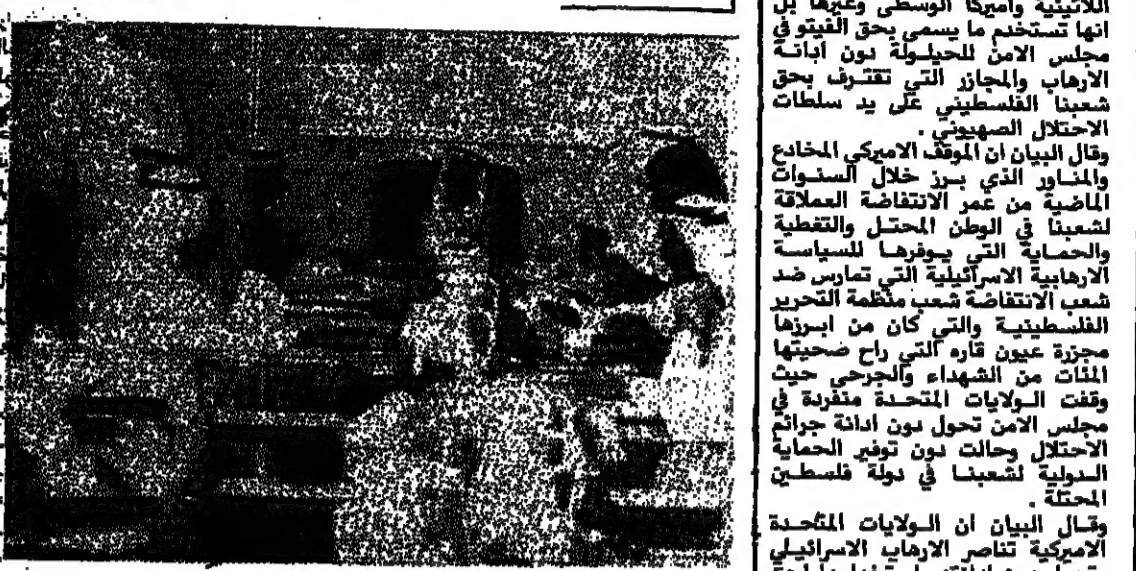 اللاتينية واميركا الوسطى وغيرها بل
انها تستخدم ما يسمى بحق الفيتو في
مجلس الامن للحيلولة دون ادانة
الارهاب والمجازر التي تقترف بحق
شعبنا الفلسطيني على يد سلطات
الاحتلال الصهيوني .
وقال البيان ان الموقف الاميركي المخادع
والمناور الذي برز خلال السنوات
الماضية من عمر الانتفاضة العملاقة
لشعبنا في الوطن المحتل والتغطية
والحماية التي يوفرها للسياسة
الارهابية الاسرائيلية التي تمارس ضد
شعب الانتفاضة شعب منظمة التحرير
الفلسطينية والتي كان من ابرزها
مجزرة عيون قاره التي راح ضحيتها
المئات من الشهداء والجرحى حيث
وقفت الولايات المتحدة منفردة في
مجلس الامن تحول دون ادانة جرائم
الاحتلال وحالت دون توفير الحماية
الدولية لشعبنا في دولة فلسطين
المحتلة .
وقال البيان ان الولايات المتحدة
الاميركية تناصر الارهاب الاسرائيلي